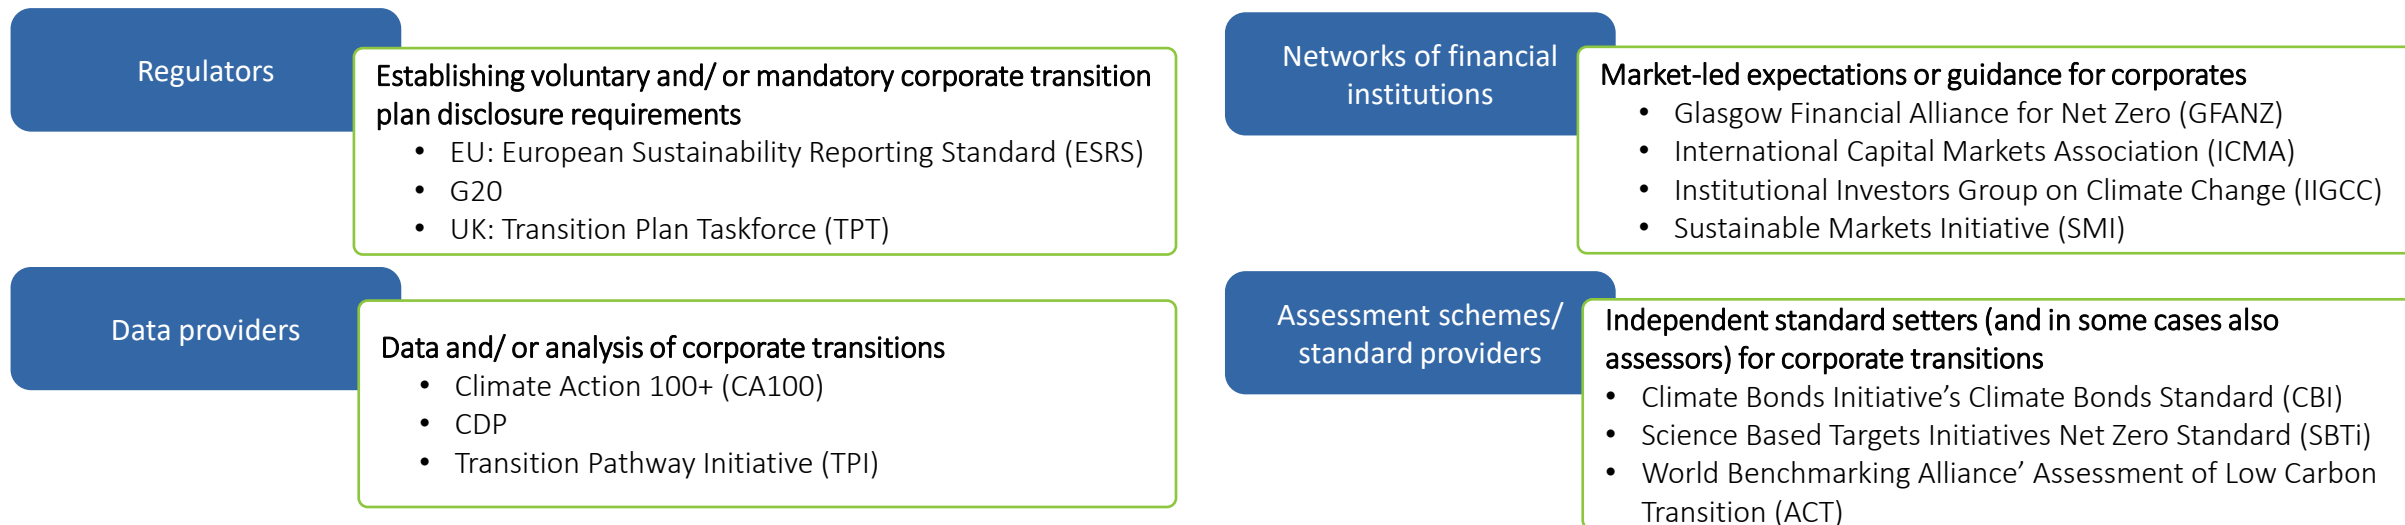 Regulators
Establishing voluntary and/ or mandatory corporate transition
plan disclosure requirements
• EU: European Sustainability Reporting Standard (ESRS)
• G20
• UK: Transition Plan Taskforce (TPT)
Networks of financial
institutions
Market-led expectations or guidance for corporates
• Glasgow Financial Alliance for Net Zero (GFANZ)
• International Capital Markets Association (ICMA)
• Institutional Investors Group on Climate Change (IIGCC)
• Sustainable Markets Initiative (SMI)
Data providers
Data and/ or analysis of corporate transitions
• Climate Action 100+ (CA100)
• CDP
• Transition Pathway Initiative (TPI)
Assessment schemes/
standard providers
Independent standard setters (and in some cases also
assessors) for corporate transitions
• Climate Bonds Initiative’s Climate Bonds Standard (CBI)
• Science Based Targets Initiatives Net Zero Standard (SBTi)
• World Benchmarking Alliance’ Assessment of Low Carbon
Transition (ACT)